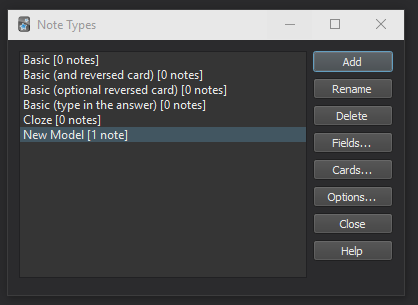 Note Types
Basic [0 notes]
Basic (and reversed card) [0 notes]
Basic (optional reversed card) [0 notes]
Basic (type in the answer) [0 notes]
Cloze [0 notes]
New Model [1 note]
Add
Rename
Delete
Fields...
Cards...
Options...
Close
Help